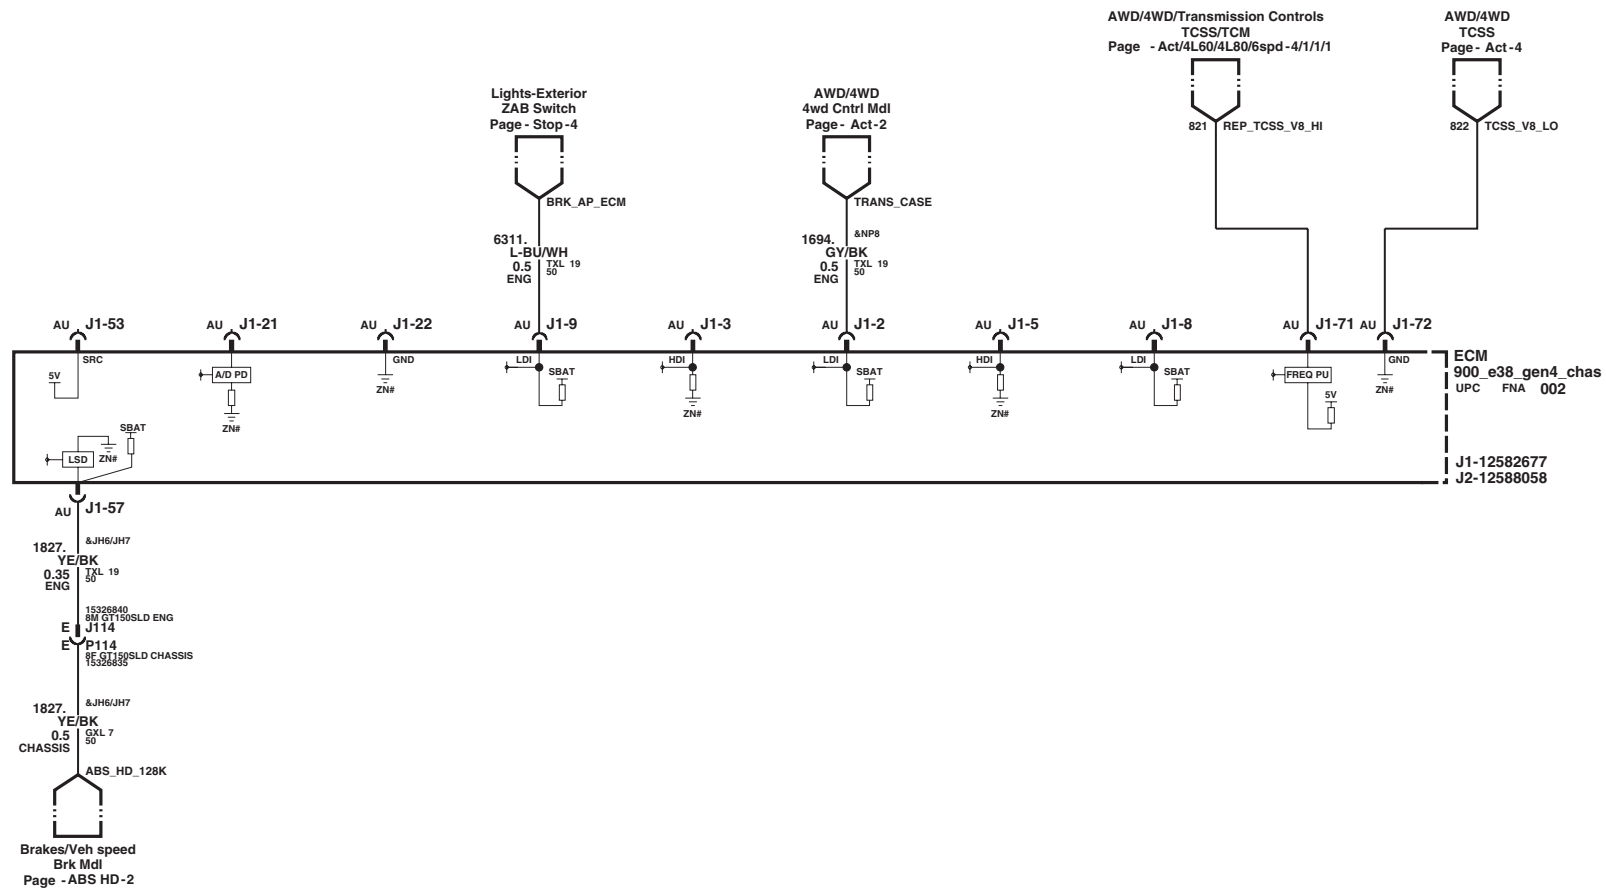 AWD/4WD/Transmission Controls
TCSS/TCM
Page - Act/4L60/4L80/6spd-4/1/1/1
AWD/4WD
TCSS
Page - Act-4
Lights-Exterior
ZAB Switch
Page - Stop-4
AWD/4WD
4wd Cntrl Mdl
Page - Act-2
821 REP_TCSS_V8_HI
822 TCSS_V8_LO
BRK_AP_ECM
TRANS_CASE
6311.
L-BU/WH
0.5 TXL 19
ENG 50
1694. &NP8
GY/BK
0.5 TXL 19
ENG 50
AU J1-53
AU J1-21
AU J1-22
AU J1-9
AU J1-3
AU J1-2
AU J1-5
AU J1-8
AU J1-71
AU J1-72
SRC
5V
A/D PD
ZN#
GND
ZN#
LDI
SBAT
HDI
ZN#
LDI
SBAT
HDI
ZN#
LDI
SBAT
FREQ PU
5V
GND
ZN#
ECM
900_e38_gen4_chas
UPC FNA 002
SBAT
LSD
ZN#
J1-12582677
J2-12588058
AU J1-57
1827. &JH6/JH7
YE/BK
0.35 TXL 19
ENG 50
15326840
8M GT150SLD ENG
E J114
E P114
8F GT150SLD CHASSIS
15326835
1827. &JH6/JH7
YE/BK
0.5 GXL 7
CHASSIS 50
ABS_HD_128K
Brakes/Veh speed
Brk Mdl
Page - ABS HD-2